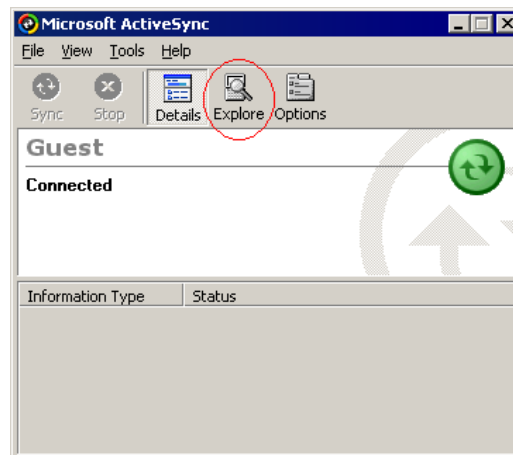 Microsoft ActiveSync
File View Tools Help
Sync Stop Details Explore Options
Guest
Connected
Information Type Status